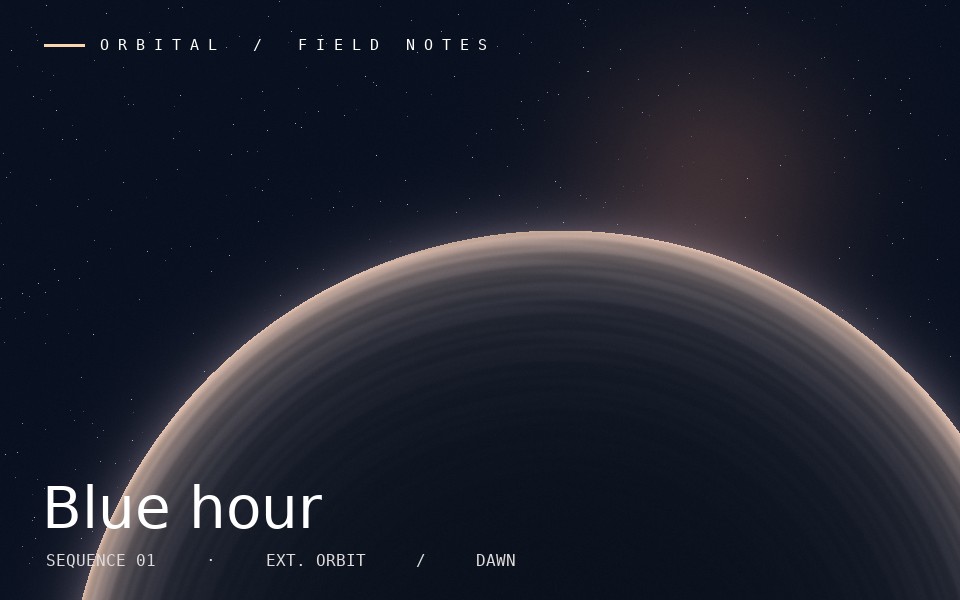 ORBITAL / FIELD NOTES
Blue hour
SEQUENCE 01 · EXT. ORBIT / DAWN